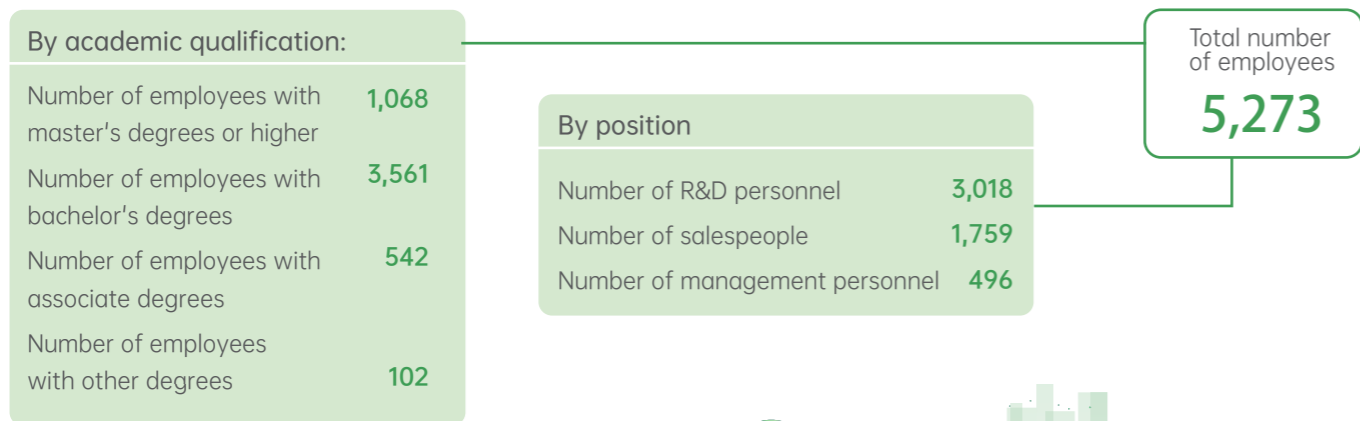 By academic qualification:
Number of employees with 1,068
master's degrees or higher
Number of employees with 3,561
bachelor's degrees
Number of employees with 542
associate degrees
Number of employees
with other degrees 102
By position
Number of R&D personnel 3,018
Number of salespeople 1,759
Number of management personnel 496
Total number
of employees
5,273